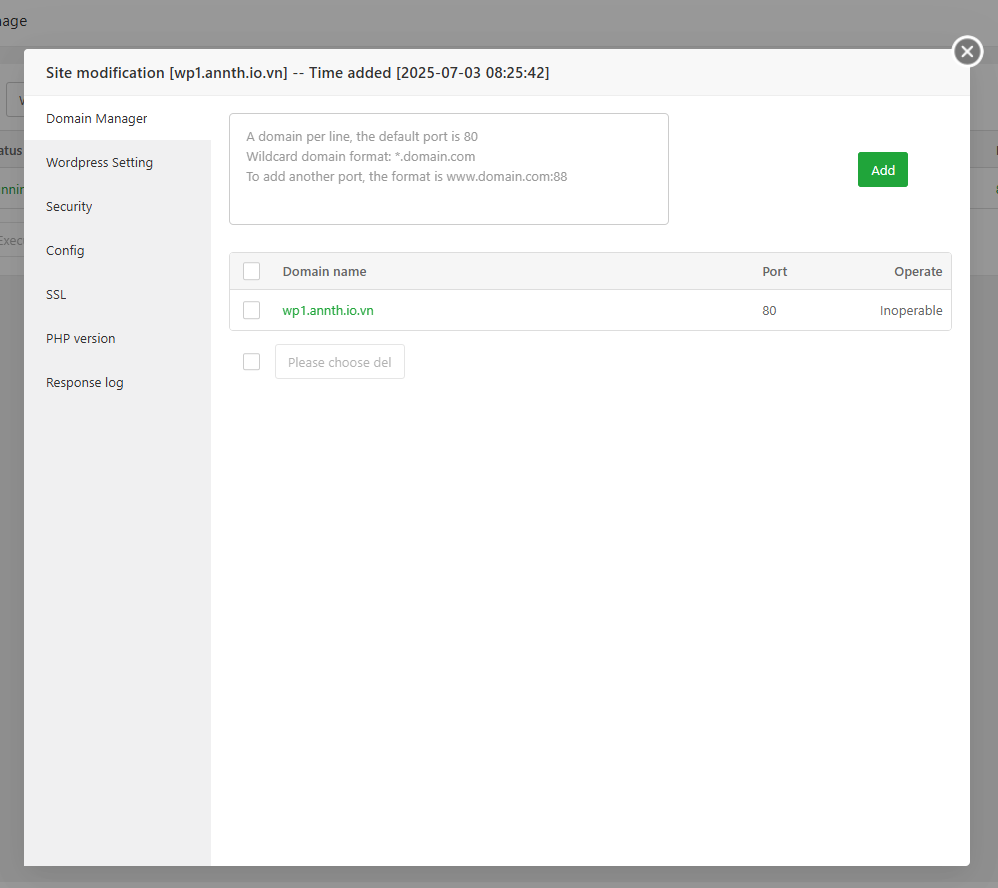 Site modification [wp1.annth.io.vn] -- Time added [2025-07-03 08:25:42]
Domain Manager
Wordpress Setting
Security
Config
SSL
PHP version
Response log
A domain per line, the default port is 80
Wildcard domain format: *.domain.com
To add another port, the format is www.domain.com:88
Add
Domain name Port Operate
wp1.annth.io.vn 80 Inoperable
Please choose del